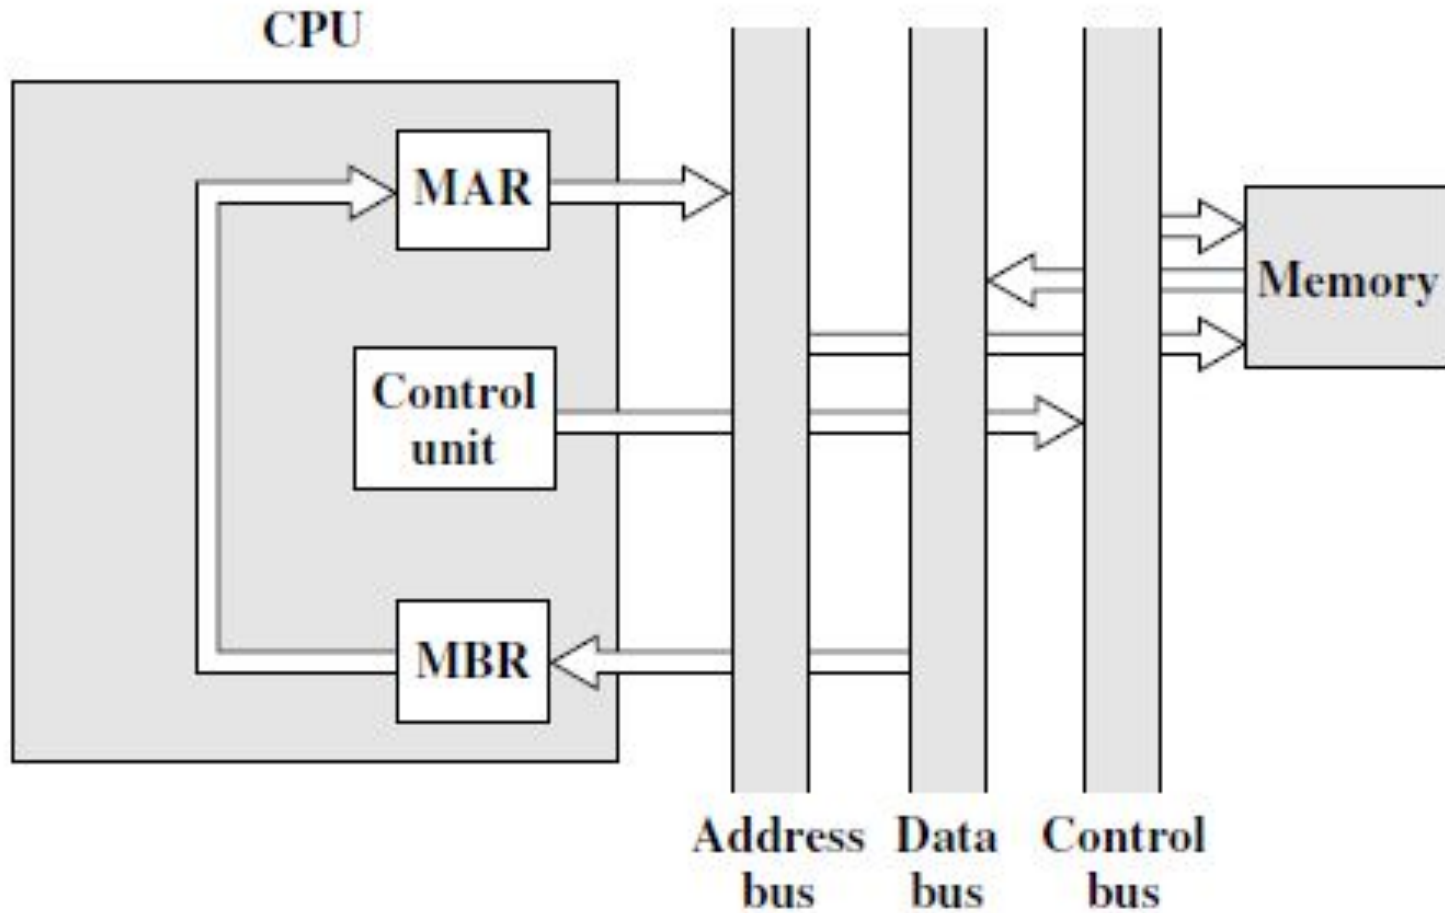 CPU
MAR
Memory
Control
unit
MBR
Address
bus
Data
bus
Control
bus